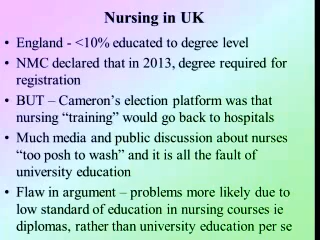 Nursing in UK
• England - <10% educated to degree level
• NMC declared that in 2013, degree required for
registration
• BUT – Cameron's election platform was that
nursing “training” would go back to hospitals
• Much media and public discussion about nurses
“too posh to wash” and it is all the fault of
university education
• Flaw in argument – problems more likely due to
low standard of education in nursing courses ie
diplomas, rather than university education per se